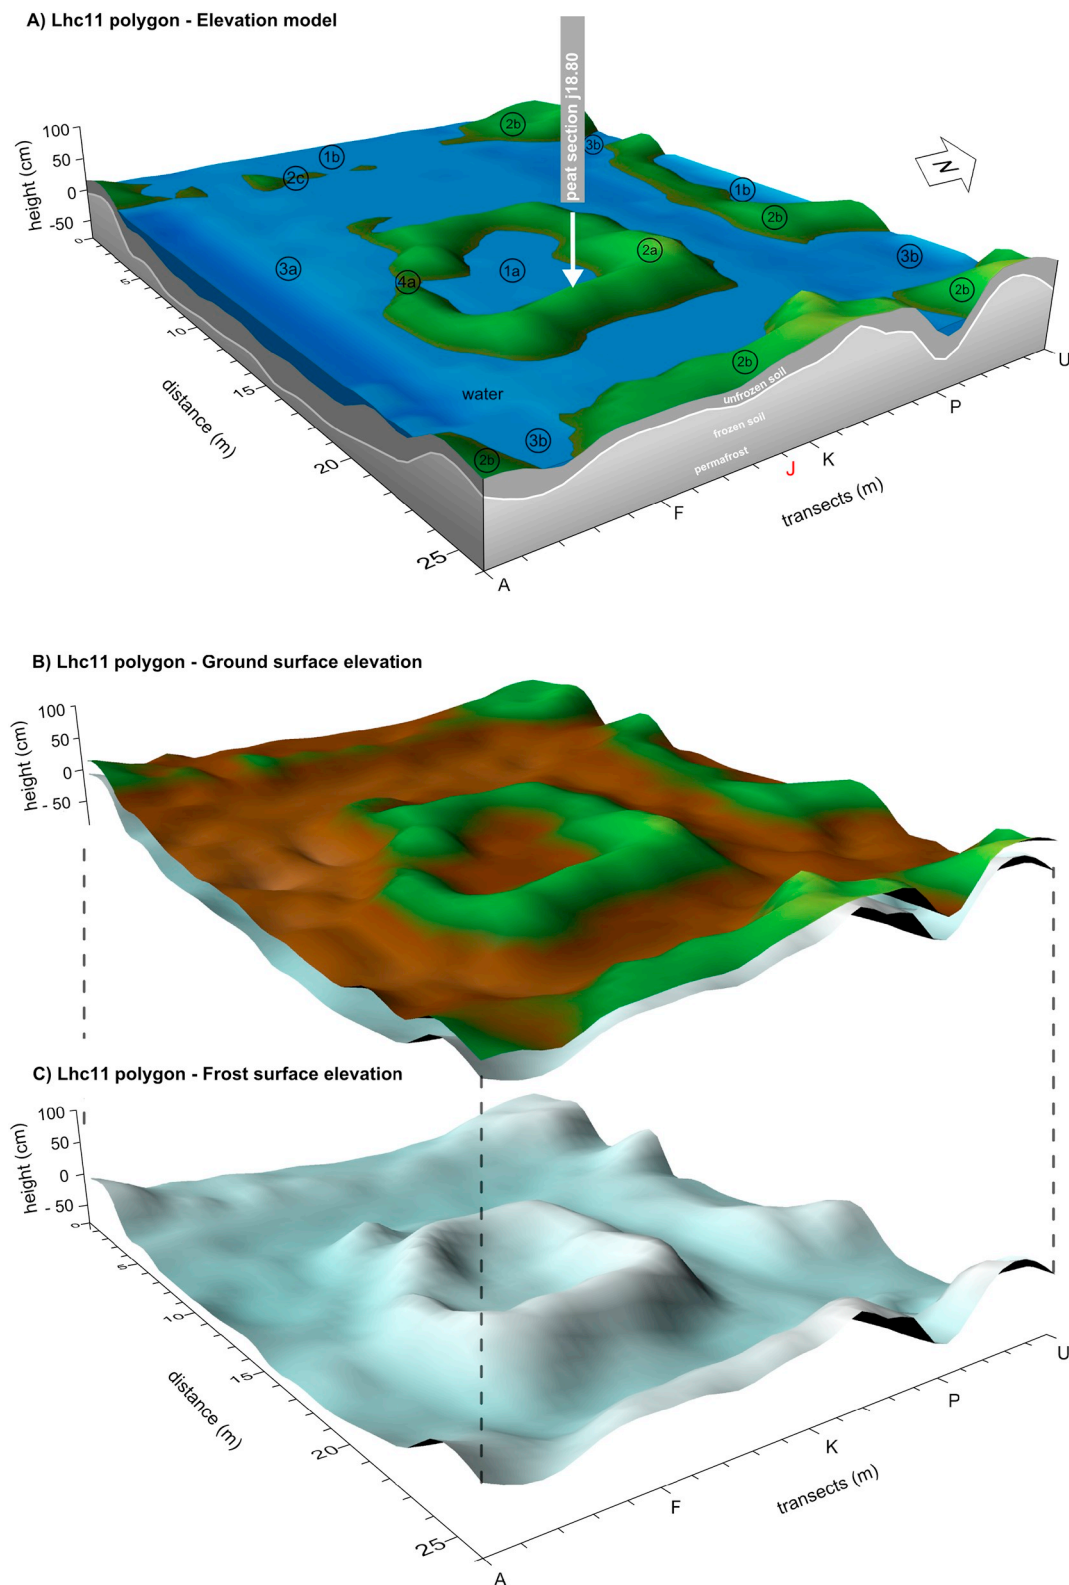 A) Lhc11 polygon - Elevation model
peat section j18.80
height (cm)
100
50
0
-50
2b
3b
1b
2c
1b
2b
N
3b
2a
2b
3a
4a
1a
2b
water
3b
2b
unfrozen soil
frozen soil
permafrost
0
5
10
15
20
25
distance (m)
A
F
J
K
P
U
transects (m)
B) Lhc11 polygon - Ground surface elevation
height (cm)
100
50
0
- 50
C) Lhc11 polygon - Frost surface elevation
height (cm)
100
50
0
- 50
0
5
10
15
20
25
distance (m)
A
F
K
P
U
transects (m)